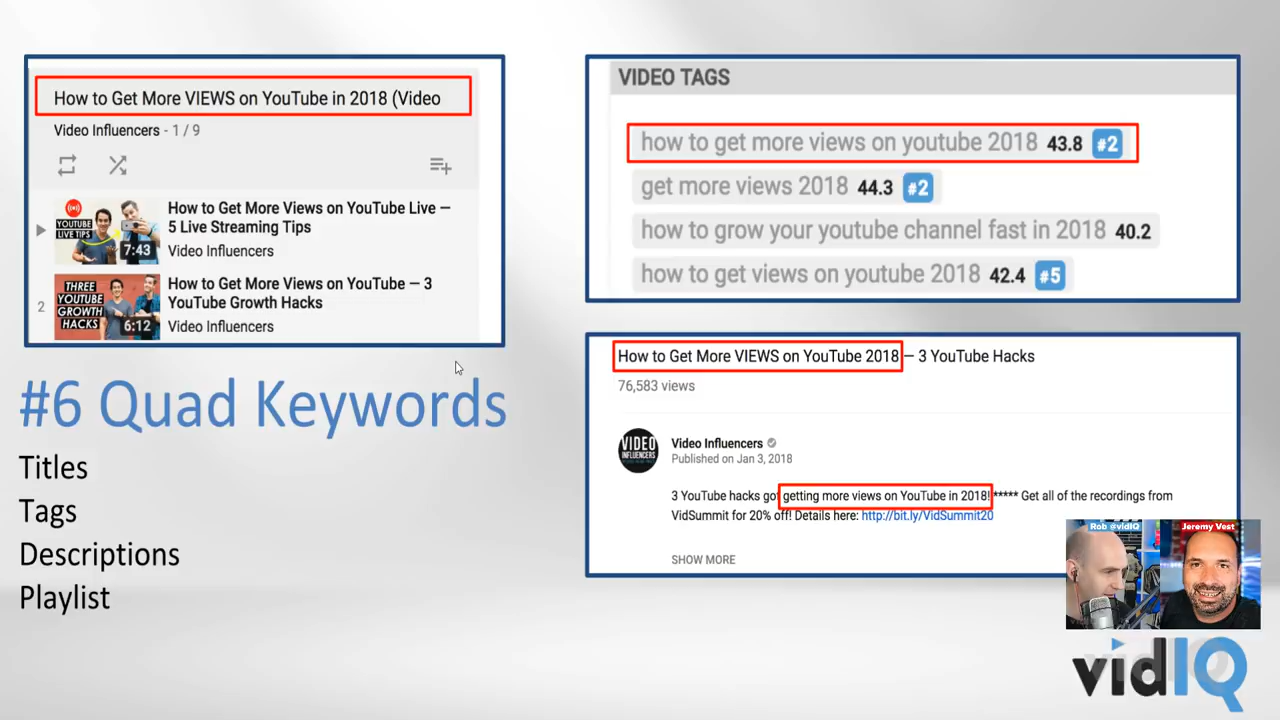 How to Get More VIEWS on YouTube in 2018 (Video
Video Influencers - 1 / 9
YOUTUBE
LIVE TIPS
7:43
How to Get More Views on YouTube Live —
5 Live Streaming Tips
Video Influencers
2
THREE
YOUTUBE
GROWTH
HACKS
6:12
How to Get More Views on YouTube — 3
YouTube Growth Hacks
Video Influencers
#6 Quad Keywords
Titles
Tags
Descriptions
Playlist
VIDEO TAGS
how to get more views on youtube 2018 43.8 #2
get more views 2018 44.3 #2
how to grow your youtube channel fast in 2018 40.2
how to get views on youtube 2018 42.4 #5
How to Get More VIEWS on YouTube 2018 — 3 YouTube Hacks
76,583 views
VIDEO
INFLUENCERS
Video Influencers
Published on Jan 3, 2018
3 YouTube hacks got getting more views on YouTube in 2018! ***** Get all of the recordings from
VidSummit for 20% off! Details here: http://bit.ly/VidSummit20
SHOW MORE
Rob @vidIQ
Jeremy Vest
vidIQ